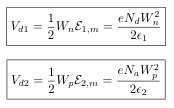 $V_{d1} = \frac{1}{2} W_n \mathcal{E}_{1,m} = \frac{e N_d W_n^2}{2\epsilon_1}$
$V_{d2} = \frac{1}{2} W_p \mathcal{E}_{2,m} = \frac{e N_a W_p^2}{2\epsilon_2}$